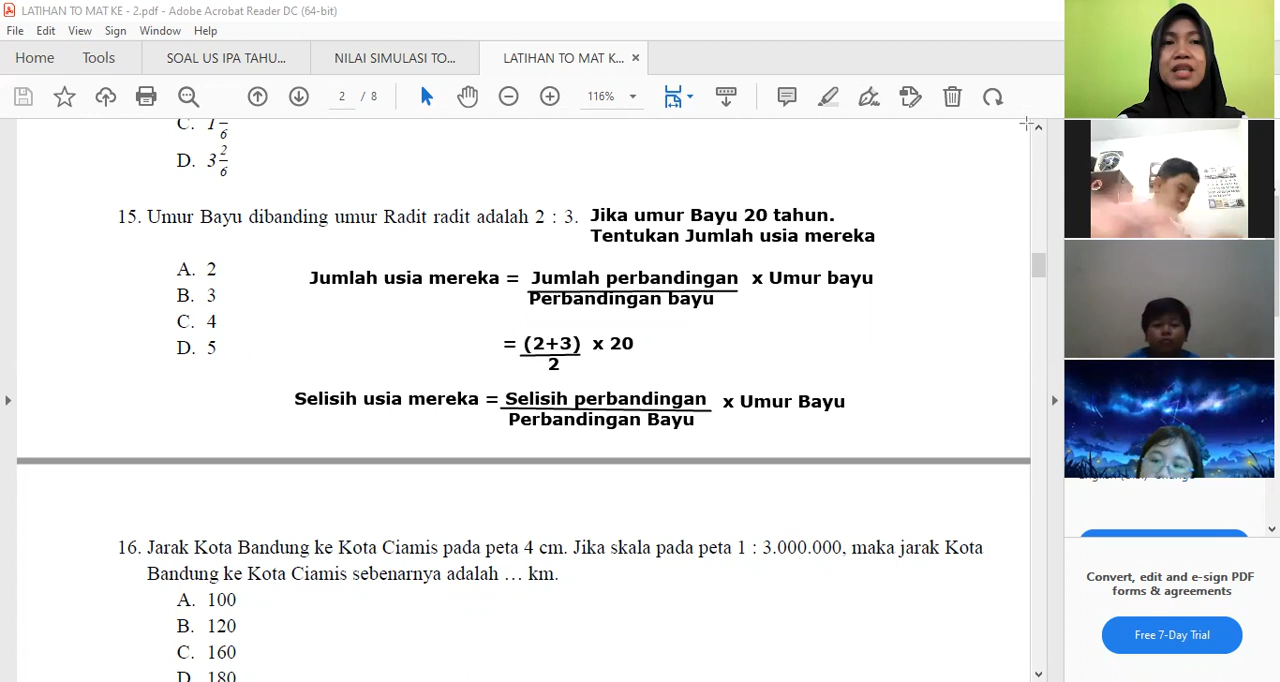 LATIHAN TO MAT KE - 2.pdf - Adobe Acrobat Reader DC (64-bit)
File Edit View Sign Window Help
Home Tools SOAL US IPA TAHU... NILAI SIMULASI TO... LATIHAN TO MAT K... ×
2 / 8 116%
C. 1 – 6
D. 3 2/6
15. Umur Bayu dibanding umur Radit radit adalah 2 : 3. Jika umur Bayu 20 tahun.
Tentukan Jumlah usia mereka
A. 2
Jumlah usia mereka = Jumlah perbandingan x Umur bayu
Perbandingan bayu
B. 3
C. 4
= (2+3) x 20
2
D. 5
Selisih usia mereka = Selisih perbandingan x Umur Bayu
Perbandingan Bayu
16. Jarak Kota Bandung ke Kota Ciamis pada peta 4 cm. Jika skala pada peta 1 : 3.000.000, maka jarak Kota
Bandung ke Kota Ciamis sebenarnya adalah … km.
A. 100
B. 120
C. 160
D. 180
Convert, edit and e-sign PDF
forms & agreements
Free 7-Day Trial